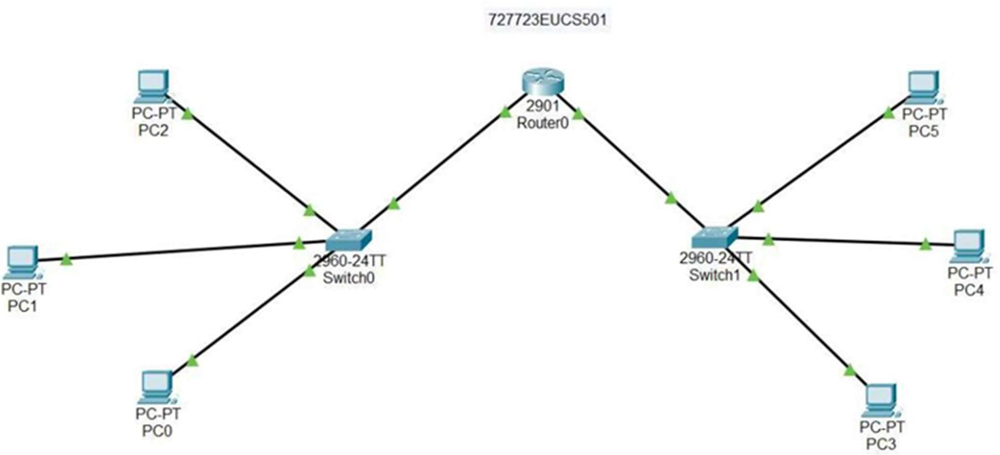 727723EUCS501
PC-PT
PC2
2901
Router0
PC-PT
PC5
PC-PT
PC1
2960-24TT
Switch0
2960-24TT
Switch1
PC-PT
PC4
PC-PT
PC0
PC-PT
PC3